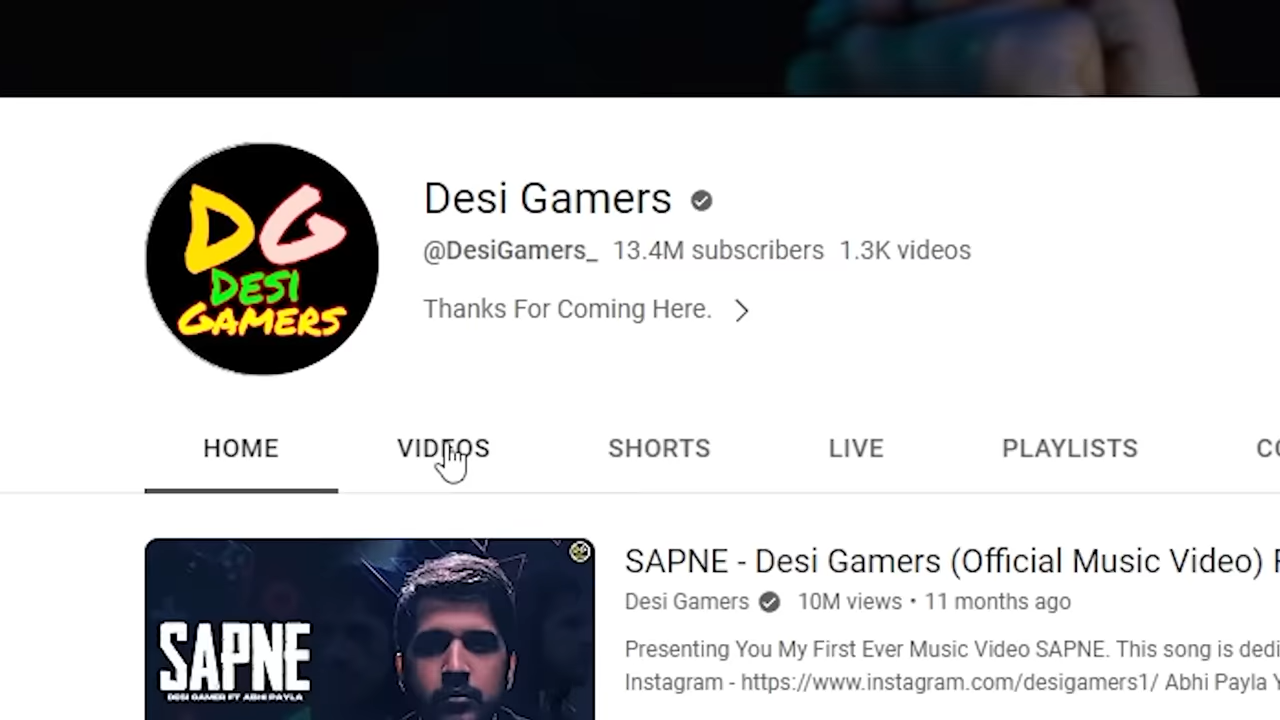 DG
DESI
GAMERS
Desi Gamers
@DesiGamers_ 13.4M subscribers 1.3K videos
Thanks For Coming Here.
HOME VIDEOS SHORTS LIVE PLAYLISTS CO
SAPNE
DESI GAMER FT ABHI PAYLA
SAPNE - Desi Gamers (Official Music Video) F
Desi Gamers 10M views • 11 months ago
Presenting You My First Ever Music Video SAPNE. This song is dedi
Instagram - https://www.instagram.com/desigamers1/ Abhi Payla Y